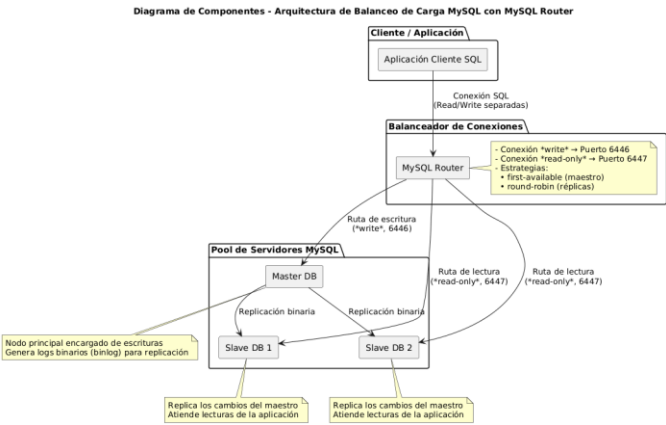 Diagrama de Componentes - Arquitectura de Balanceo de Carga MySQL con MySQL Router
Cliente / Aplicación
Aplicación Cliente SQL
Conexión SQL
(Read/Write separadas)
Balanceador de Conexiones
MySQL Router
- Conexión *write* → Puerto 6446
- Conexión *read-only* → Puerto 6447
- Estrategias:
• first-available (maestro)
• round-robin (réplicas)
Ruta de escritura
(*write*, 6446)
Pool de Servidores MySQL
Master DB
Ruta de lectura
(*read-only*, 6447)
Ruta de lectura
(*read-only*, 6447)
Replicación binaria
Replicación binaria
Nodo principal encargado de escrituras
Genera logs binarios (binlog) para replicación
Slave DB 1
Slave DB 2
Replica los cambios del maestro
Atiende lecturas de la aplicación
Replica los cambios del maestro
Atiende lecturas de la aplicación